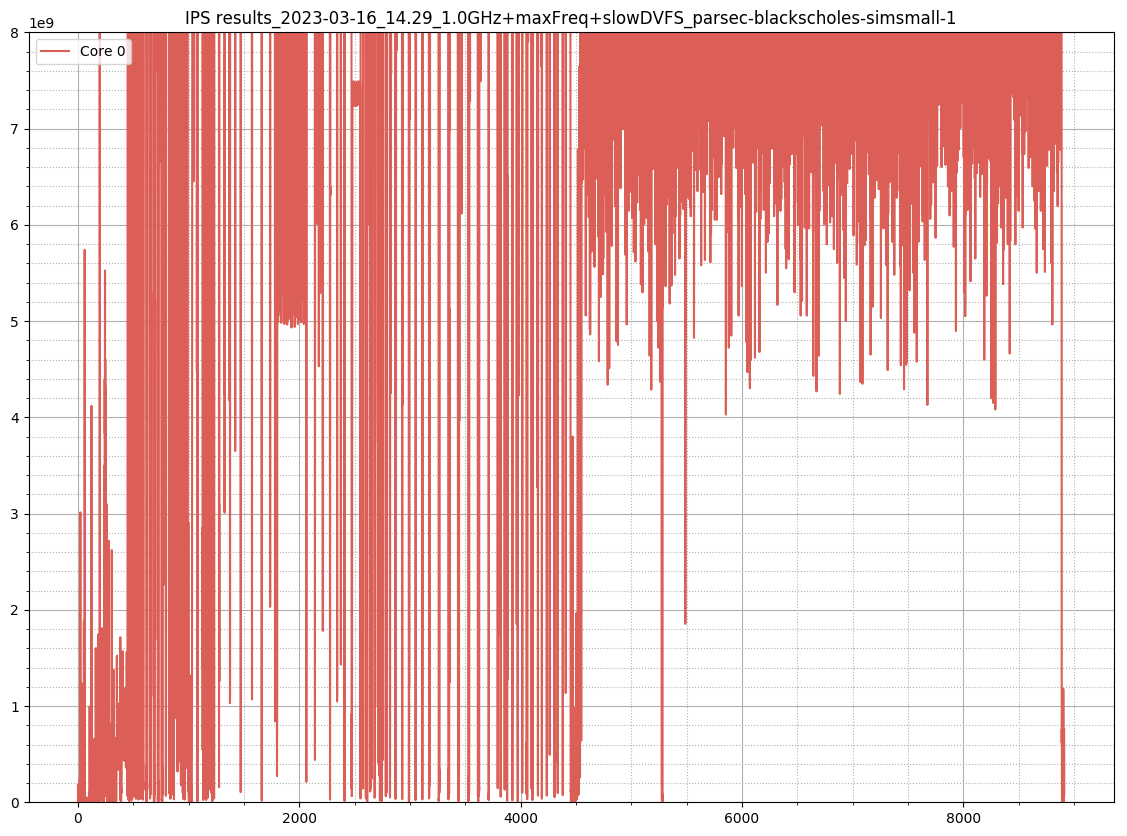 IPS results_2023-03-16_14.29_1.0GHz+maxFreq+slowDVFS_parsec-blackscholes-simsmall-1
1e9
Core 0
8
7
6
5
4
3
2
1
0
0 2000 4000 6000 8000